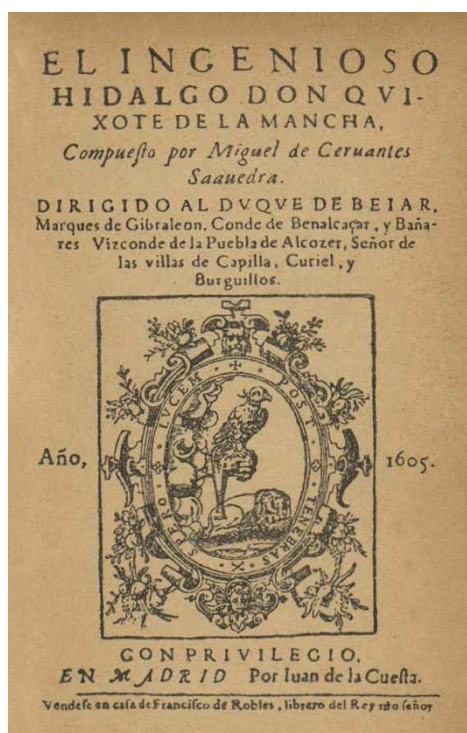 EL INGENIOSO
HIDALGO DON QVI-
XOTE DE LA MANCHA,
Compueſto por Miguel de Ceruantes
Saauedra.
DIRIGIDO AL DVQVE DE BEIAR,
Marques de Gibraleon, Conde de Benalcaçar, y Baña-
res Vizconde de la Puebla de Alcozer, Señor de
las villas de Capilla, Curiel, y
Burguillos.
SPERO LVCEM POST TENEBRAS
Año, 1605.
CON PRIVILEGIO,
EN MADRID Por Iuan de la Cueſta.
Vendeſe en caſa de Franciſco de Robles, librero del Rey nro ſeñor